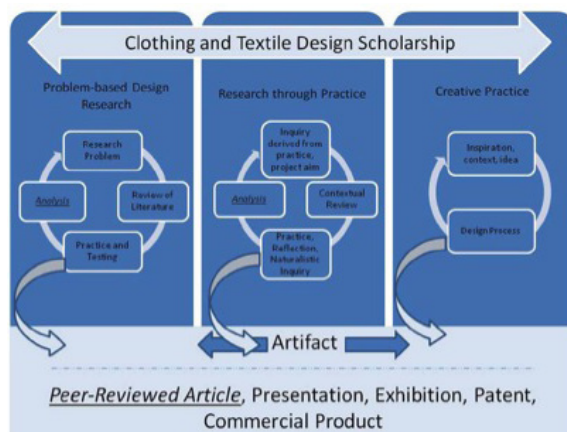 Clothing and Textile Design Scholarship
Problem-based Design
Research
Research
Problem
Analysis
Review of
Literature
Practice and
Testing
Research through Practice
Inquiry
derived from
practice,
project aim
Analysis
Contextual
Review
Practice,
Reflection,
Naturalistic
Inquiry
Creative Practice
Inspiration,
context, idea
Design Process
Artifact
Peer-Reviewed Article, Presentation, Exhibition, Patent,
Commercial Product